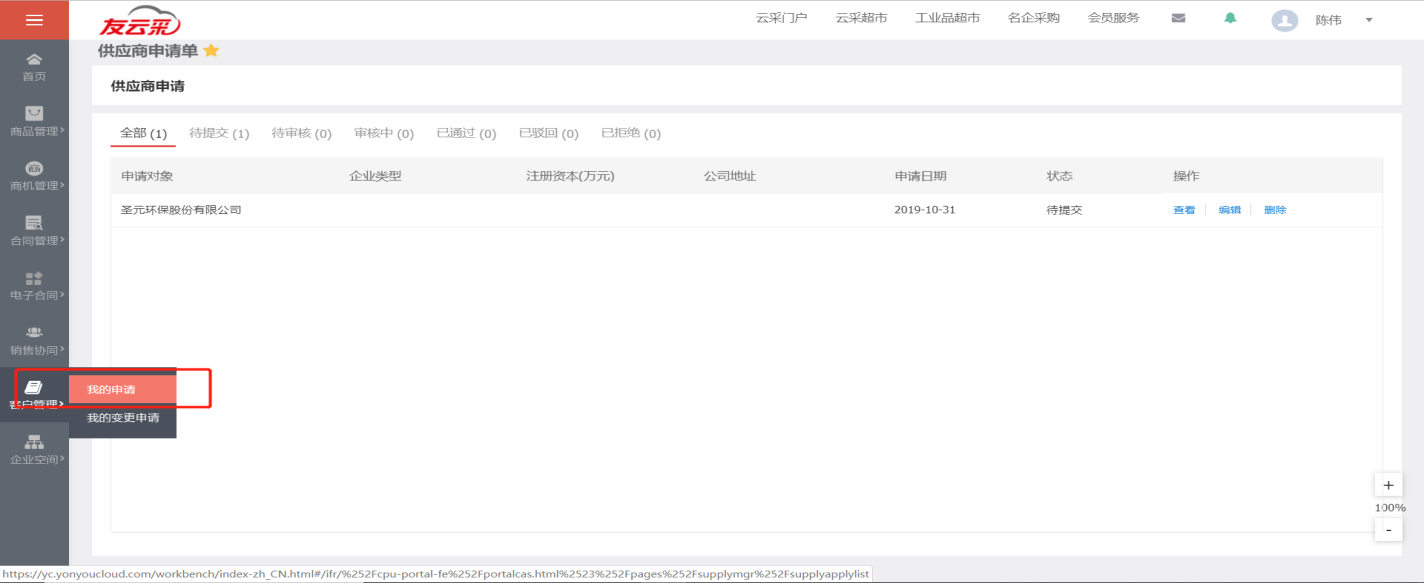 友云采 云采门户 云采超市 工业品超市 名企采购 会员服务 陈伟
供应商申请单
首页
供应商申请
商品管理
全部 (1) 待提交 (1) 待审核 (0) 审核中 (0) 已通过 (0) 已驳回 (0) 已拒绝 (0)
申请对象 企业类型 注册资本(万元) 公司地址 申请日期 状态 操作
商机管理
圣元环保股份有限公司 2019-10-31 待提交 查看 编辑 删除
合同管理
电子合同
销售协同
我的申请
客户管理
我的变更申请
企业空间
+
100%
-
https://yc.yonyoucloud.com/workbench/index-zh_CN.html#/ifr/%252Fcpu-portal-fe%252Fportalcas.html%2523%252Fpages%252Fsupplymgr%252Fsupplyapplylist